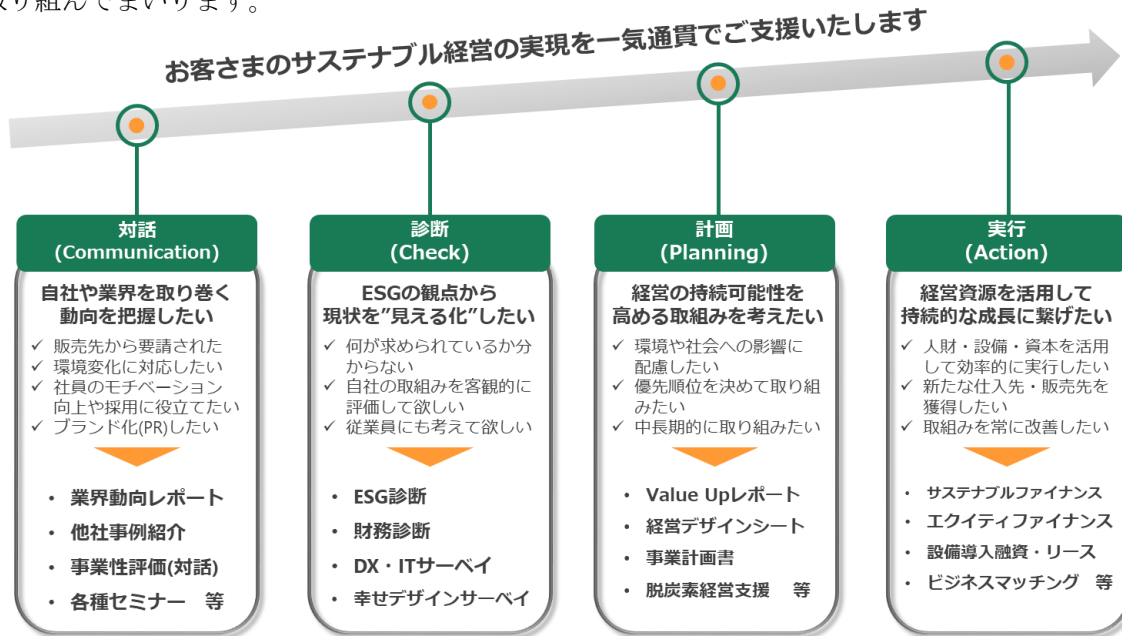 り組んでまいります。
お客さまのサステナブル経営の実現を一気通貫でご支援いたします
対話
(Communication)
自社や業界を取り巻く
動向を把握したい
✓ 販売先から要請された
✓ 環境変化に対応したい
✓ 社員のモチベーション
向上や採用に役立てたい
✓ ブランド化(PR)したい
・ 業界動向レポート
・ 他社事例紹介
・ 事業性評価(対話)
・ 各種セミナー 等
診断
(Check)
ESGの観点から
現状を”見える化”したい
✓ 何が求められているか分
からない
✓ 自社の取組みを客観的に
評価して欲しい
✓ 従業員にも考えて欲しい
・ ESG診断
・ 財務診断
・ DX・ITサーベイ
・ 幸せデザインサーベイ
計画
(Planning)
経営の持続可能性を
高める取組みを考えたい
✓ 環境や社会への影響に
配慮したい
✓ 優先順位を決めて取り組
みたい
✓ 中長期的に取り組みたい
・ Value Upレポート
・ 経営デザインシート
・ 事業計画書
・ 脱炭素経営支援 等
実行
(Action)
経営資源を活用して
持続的な成長に繋げたい
✓ 人財・設備・資本を活用
して効率的に実行したい
✓ 新たな仕入先・販売先を
獲得したい
✓ 取組みを常に改善したい
・ サステナブルファイナンス
・ エクイティファイナンス
・ 設備導入融資・リース
・ ビジネスマッチング 等